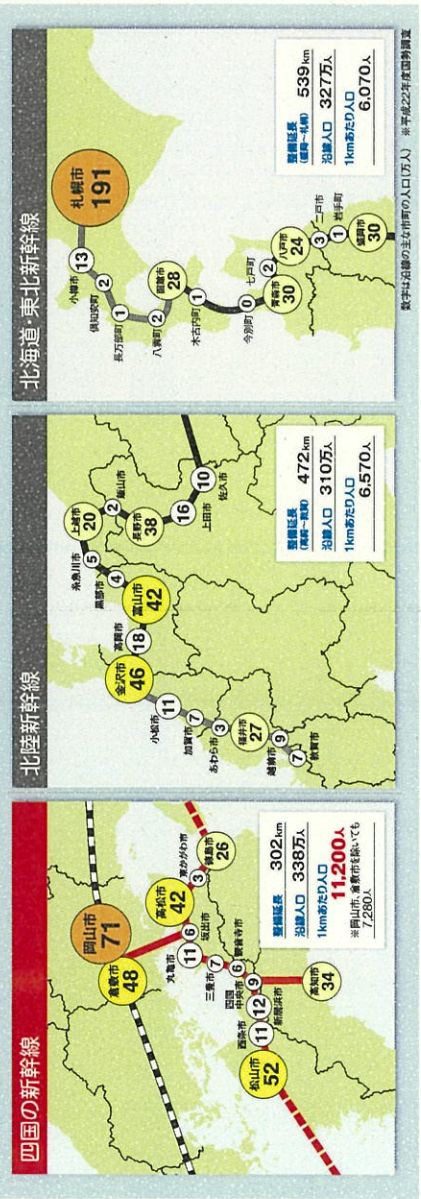 四国の新幹線
岡山市
71
倉敷市
48
高松市
42
東かがわ市
3
徳島市
26
坂出市
6
丸亀市
11
三豊市
7
観音寺市
6
四国
中央市
9
新居浜市
12
西条市
11
松山市
52
高知市
34
整備延長 302km
沿線人口 338万人
1kmあたり人口
11,200人
※岡山市、倉敷市を除いても
7,280人
北陸新幹線
金沢市
46
高岡市
18
富山市
42
黒部市
4
糸魚川市
5
上越市
20
飯山市
2
長野市
38
上田市
16
佐久市
10
小松市
11
加賀市
7
あわら市
3
福井市
27
越前市
9
敦賀市
7
整備延長 472km
(高崎～敦賀)
沿線人口 310万人
1kmあたり人口
6,570人
北海道・東北新幹線
札幌市
191
小樽市
13
倶知安町
2
長万部町
1
八雲町
2
函館市
28
木古内町
1
今別町
0
青森市
30
七戸町
2
八戸市
24
二戸市
3
岩手町
1
盛岡市
30
整備延長 539km
(盛岡～札幌)
沿線人口 327万人
1kmあたり人口
6,070人
数字は沿線の主な市町の人口(万人) ※平成22年度国勢調査